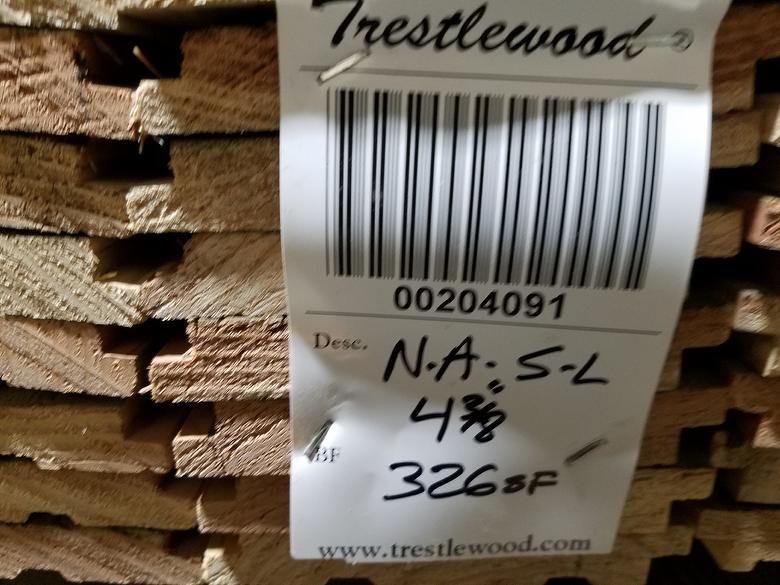 Trestlewood®
00204091
Desc. N.A. S-L
4 3/8
BF 326 SF
www.trestlewood.com